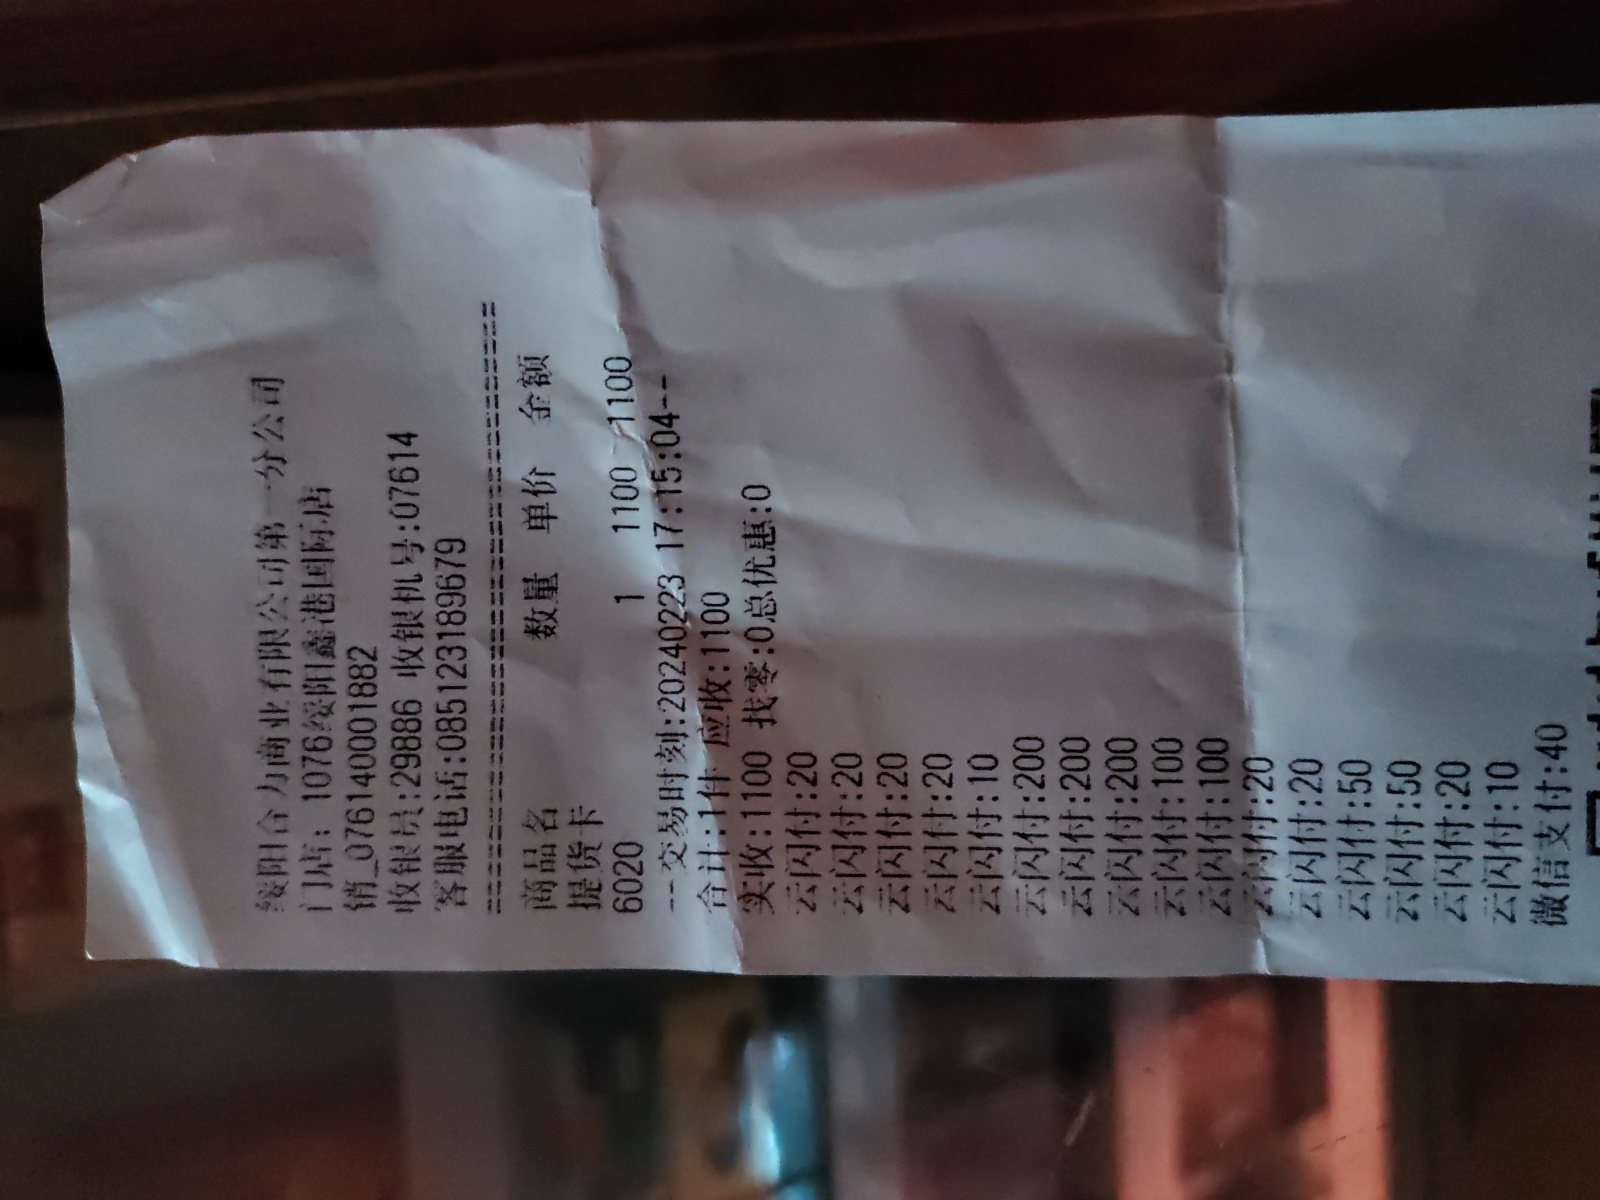 绥阳合力商业有限公司第一分公司
门店: 1076绥阳鑫港国际店
销_076140001882
收银员:29886 收银机号:07614
客服电话:085123189679
================================
商品名 数量 单价 金额
提货卡
6020 1 1100 1100
--交易时刻:20240223 17:15:04--
合计:1件 应收:1100
实收:1100 找零:0总优惠:0
云闪付:20
云闪付:20
云闪付:20
云闪付:20
云闪付:10
云闪付:200
云闪付:200
云闪付:200
云闪付:100
云闪付:100
云闪付:20
云闪付:20
云闪付:50
云闪付:50
云闪付:20
云闪付:10
微信支付:40